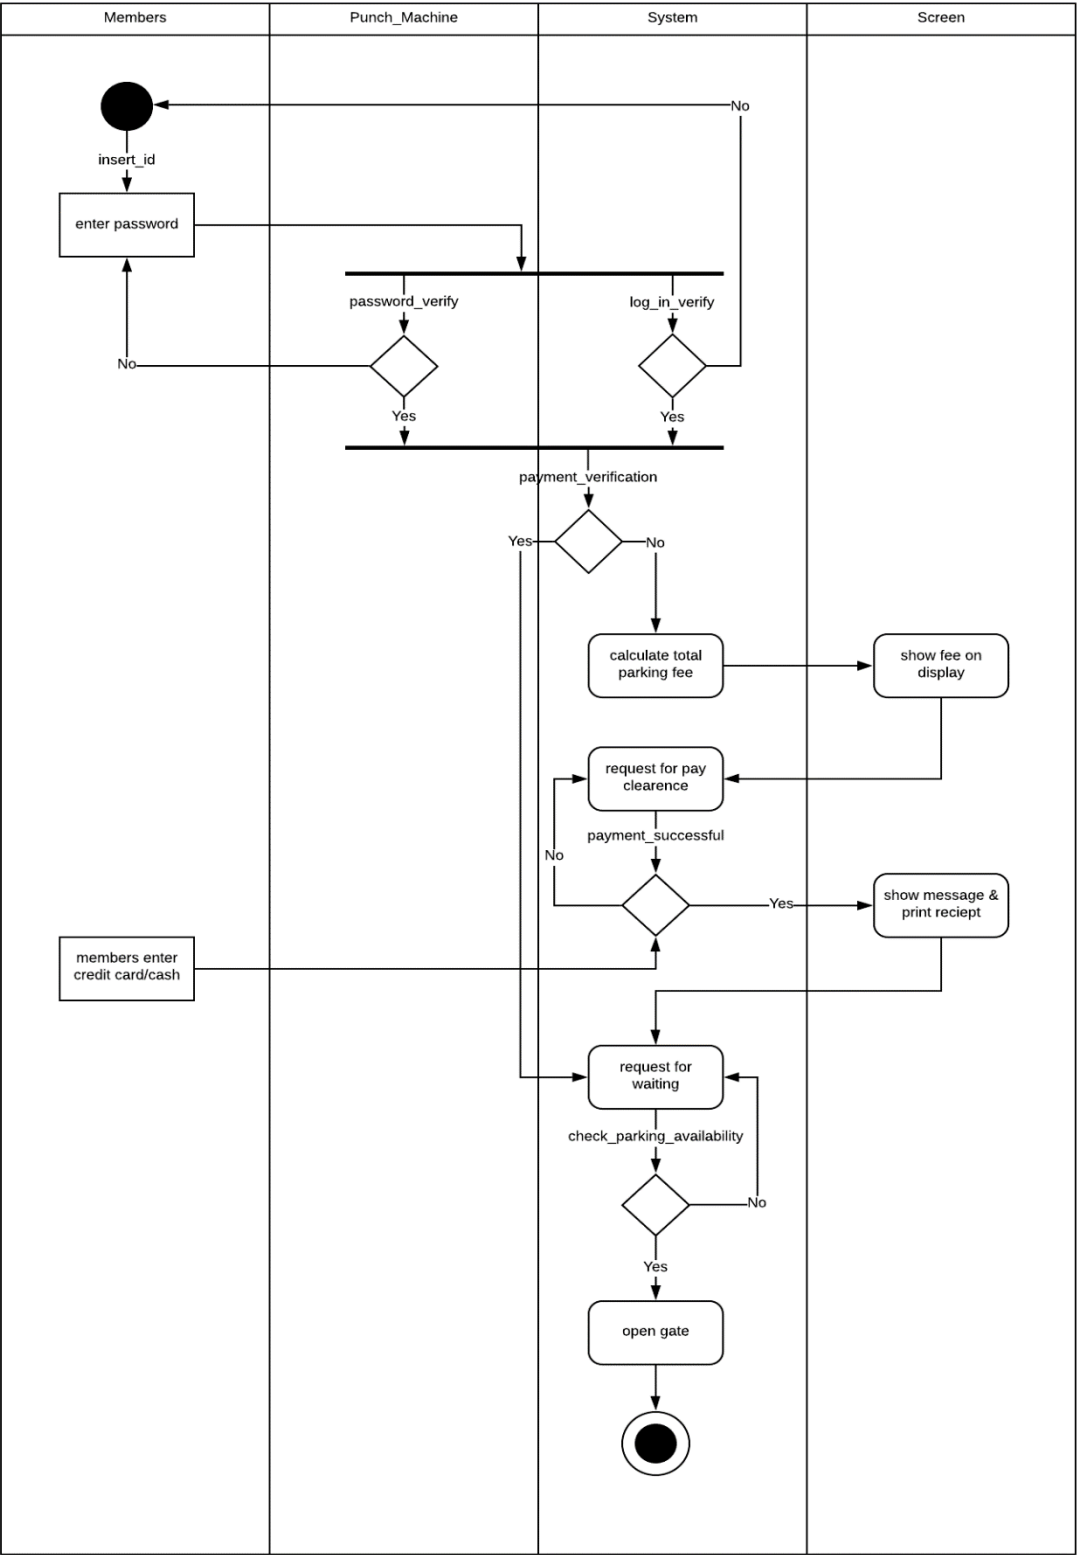 Members
Punch_Machine
System
Screen
No
insert_id
enter password
password_verify
log_in_verify
No
Yes
Yes
payment_verification
Yes
No
calculate total
parking fee
show fee on
display
request for pay
clearence
payment_successful
No
Yes
show message &
print reciept
members enter
credit card/cash
request for
waiting
check_parking_availability
No
Yes
open gate